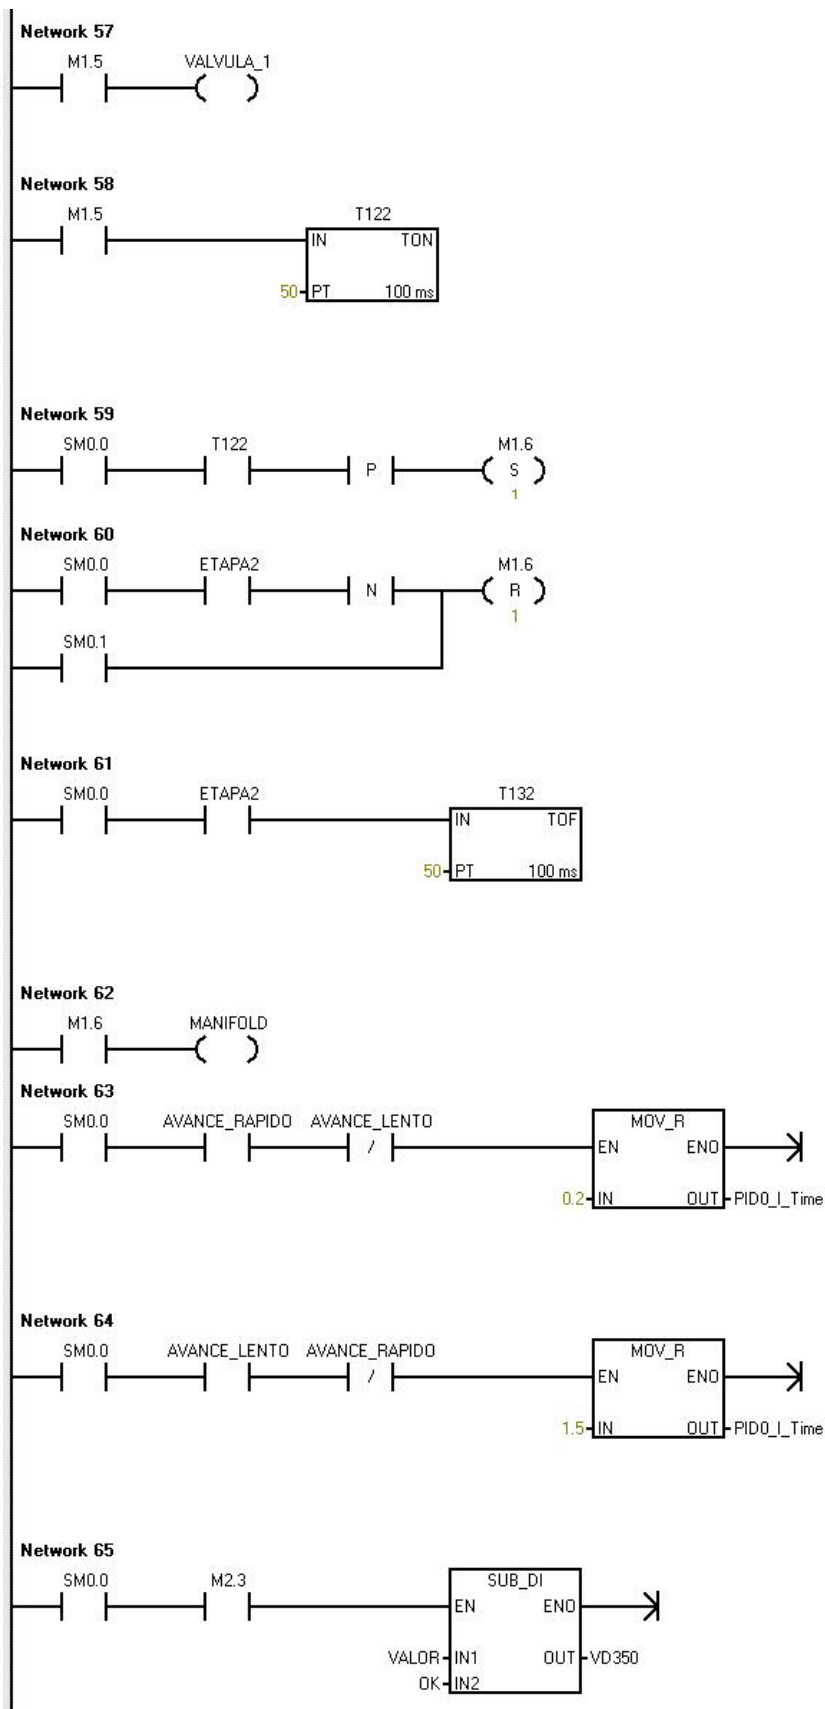 Network 57
M1.5 VALVULA_1
Network 58
M1.5 T122
IN TON
50 PT 100 ms
Network 59
SM0.0 T122 M1.6
P S
1
Network 60
SM0.0 ETAPA2 M1.6
N R
1
SM0.1
Network 61
SM0.0 ETAPA2 T132
IN TOF
50 PT 100 ms
Network 62
M1.6 MANIFOLD
Network 63
SM0.0 AVANCE_RAPIDO AVANCE_LENTO MOV_R
/ EN ENO
0.2 IN OUT PID0_I_Time
Network 64
SM0.0 AVANCE_LENTO AVANCE_RAPIDO MOV_R
/ EN ENO
1.5 IN OUT PID0_I_Time
Network 65
SM0.0 M2.3 SUB_DI
EN ENO
VALOR IN1 OUT VD350
OK IN2